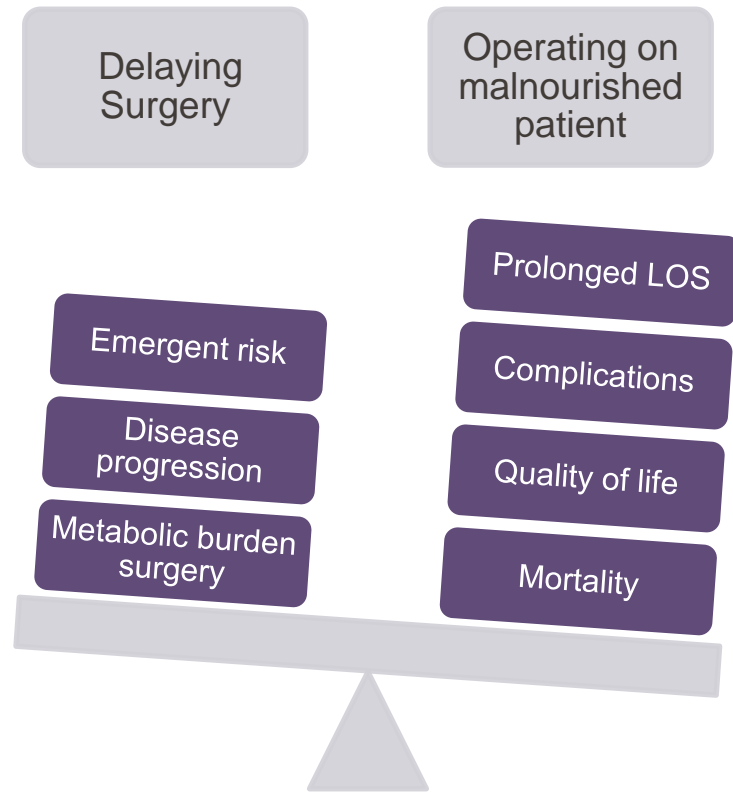 Delaying
Surgery
Operating on
malnourished
patient
Emergent risk
Disease
progression
Metabolic burden
surgery
Prolonged LOS
Complications
Quality of life
Mortality